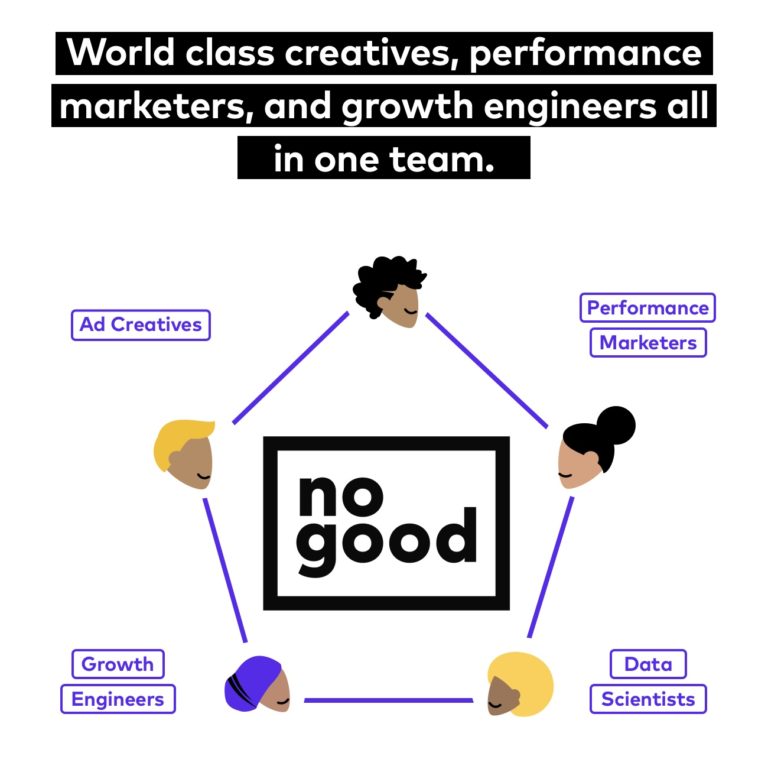 World class creatives, performance
marketers, and growth engineers all
in one team.
Ad Creatives
Performance
Marketers
no
good
Growth
Engineers
Data
Scientists